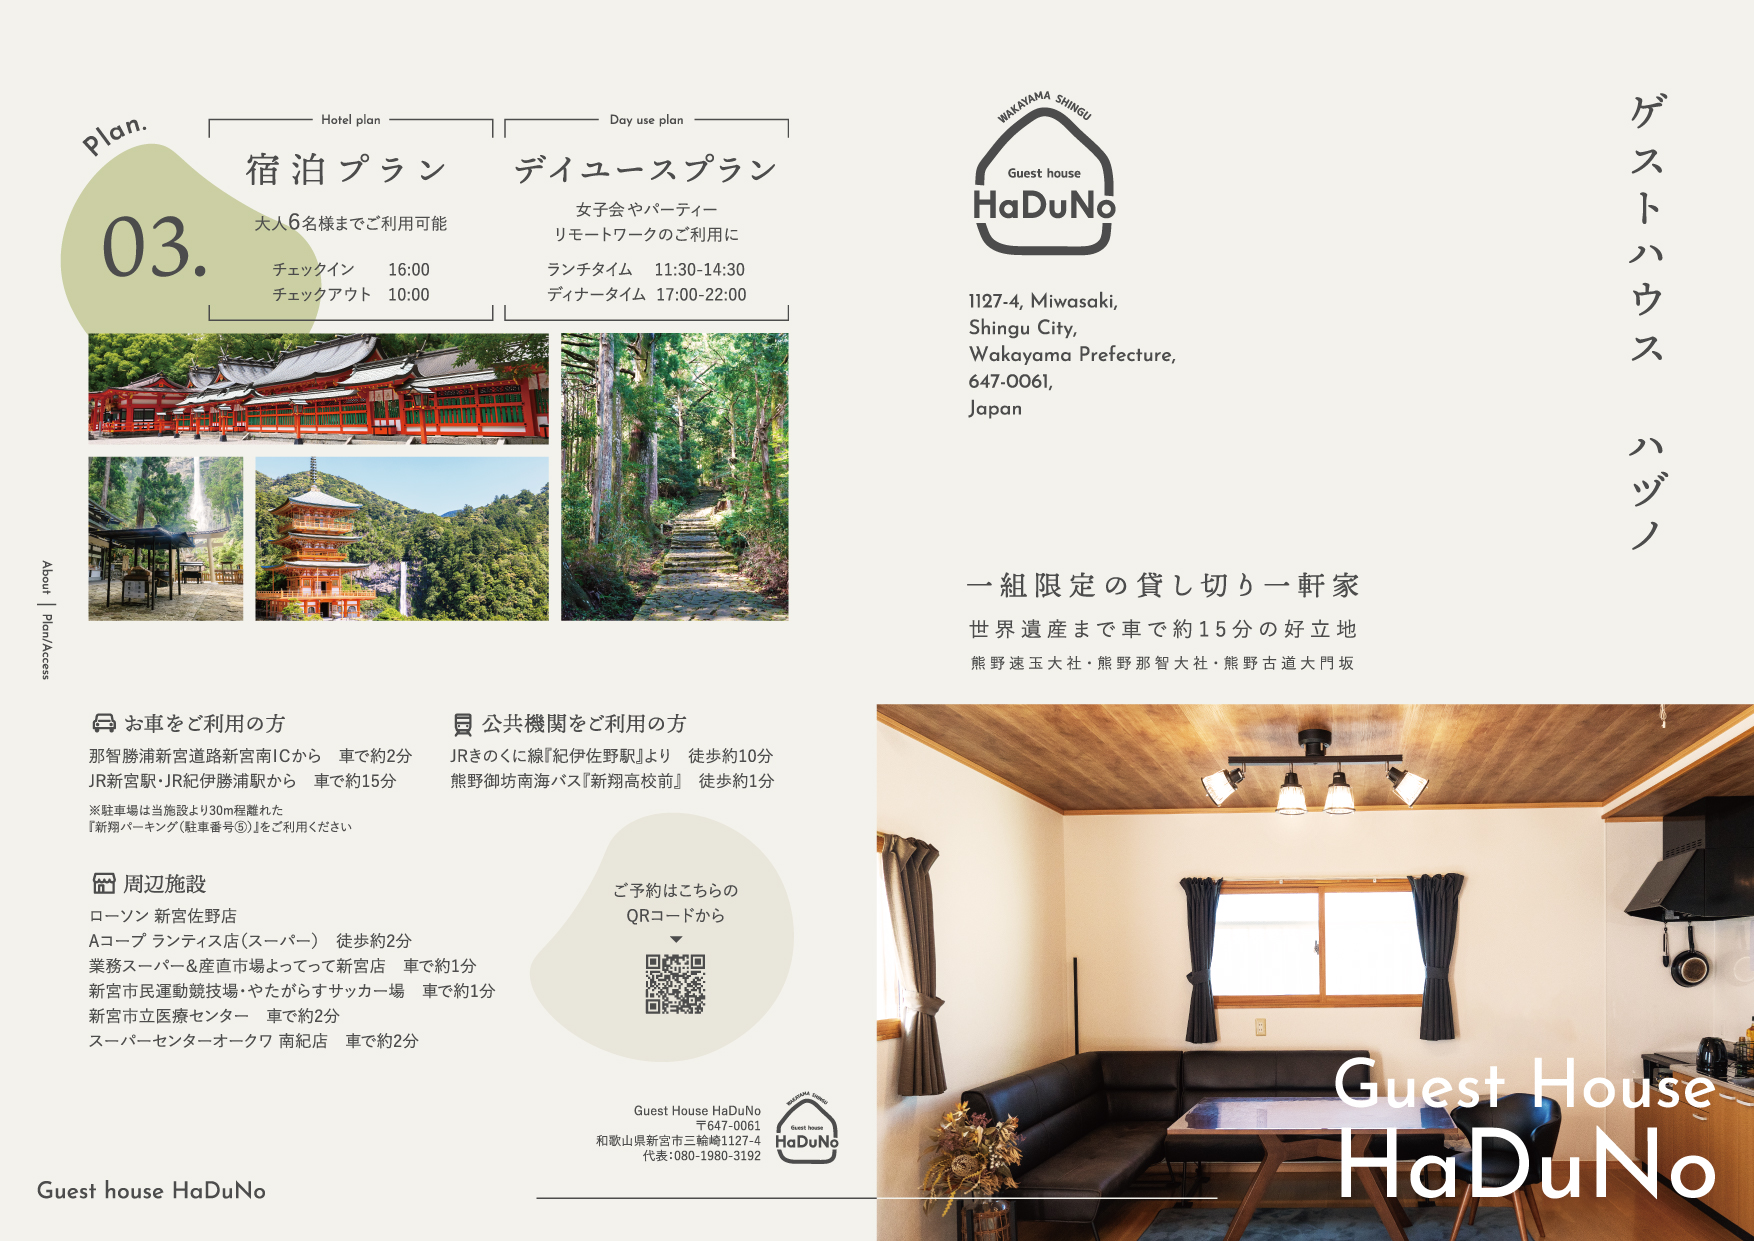 Plan.
03.
Hotel plan
宿泊プラン
大人6名様までご利用可能
チェックイン 16:00
チェックアウト 10:00
Day use plan
デイユースプラン
女子会やパーティー
リモートワークのご利用に
ランチタイム 11:30-14:30
ディナータイム 17:00-22:00
About | Plan/Access
お車をご利用の方
那智勝浦新宮道路新宮南ICから 車で約2分
JR新宮駅・JR紀伊勝浦駅から 車で約15分
※駐車場は当施設より30m程離れた
『新翔パーキング（駐車番号⑤）』をご利用ください
公共機関をご利用の方
JRきのくに線『紀伊佐野駅』より 徒歩約10分
熊野御坊南海バス『新翔高校前』 徒歩約1分
周辺施設
ローソン 新宮佐野店
Aコープ ランティス店（スーパー） 徒歩約2分
業務スーパー&産直市場よってって新宮店 車で約1分
新宮市民運動競技場・やたがらすサッカー場 車で約1分
新宮市立医療センター 車で約2分
スーパーセンターオークワ 南紀店 車で約2分
ご予約はこちらの
QRコードから
Guest House HaDuNo
〒647-0061
和歌山県新宮市三輪崎1127-4
代表：080-1980-3192
WAKAYAMA SHINGU
Guest house
HaDuNo
Guest house HaDuNo
WAKAYAMA SHINGU
Guest house
HaDuNo
1127-4, Miwasaki,
Shingu City,
Wakayama Prefecture,
647-0061,
Japan
ゲストハウス ハヅノ
一組限定の貸し切り一軒家
世界遺産まで車で約15分の好立地
熊野速玉大社・熊野那智大社・熊野古道大門坂
Guest House
HaDuNo